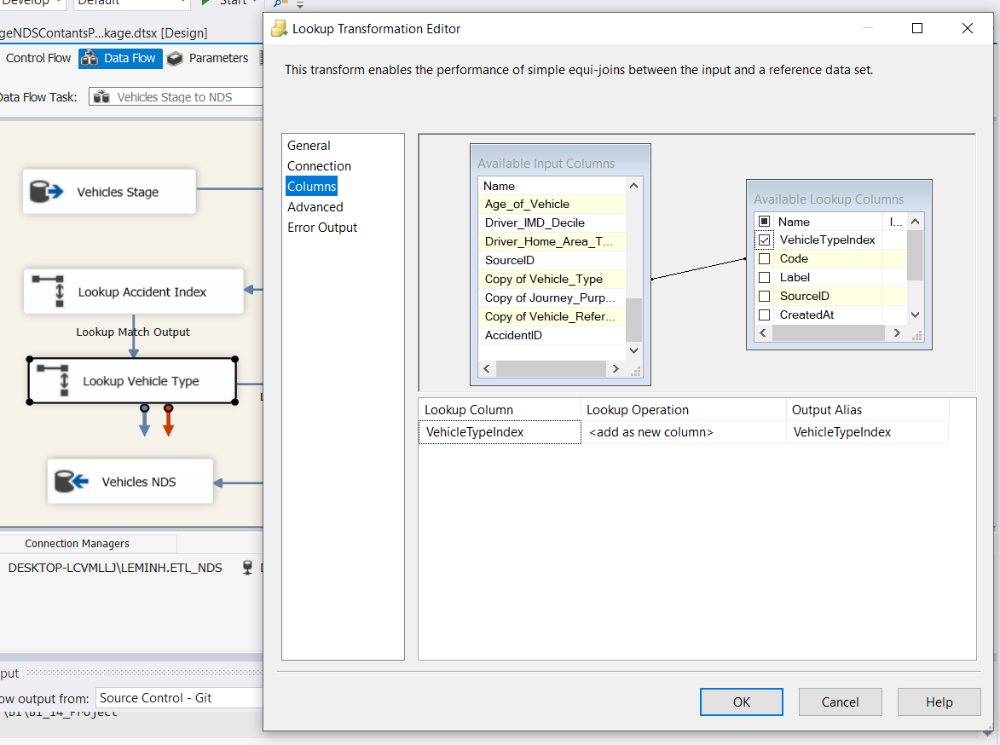 Develop
Default
Start
geNDSContantsP...kage.dtsx [Design]
Control Flow
Data Flow
Parameters
Data Flow Task:
Vehicles Stage to NDS
Vehicles Stage
Lookup Accident Index
Lookup Match Output
Lookup Vehicle Type
Vehicles NDS
Connection Managers
DESKTOP-LCVMLLJ\LEMINH.ETL_NDS
put
ow output from:
Source Control - Git
\BI\BI_14_Project
Lookup Transformation Editor
This transform enables the performance of simple equi-joins between the input and a reference data set.
General
Connection
Columns
Advanced
Error Output
Available Input Columns
Name
Age_of_Vehicle
Driver_IMD_Decile
Driver_Home_Area_T...
SourceID
Copy of Vehicle_Type
Copy of Journey_Purp...
Copy of Vehicle_Refer...
AccidentID
Available Lookup Columns
Name I...
VehicleTypeIndex
Code
Label
SourceID
CreatedAt
Lookup Column Lookup Operation Output Alias
VehicleTypeIndex <add as new column> VehicleTypeIndex
OK
Cancel
Help